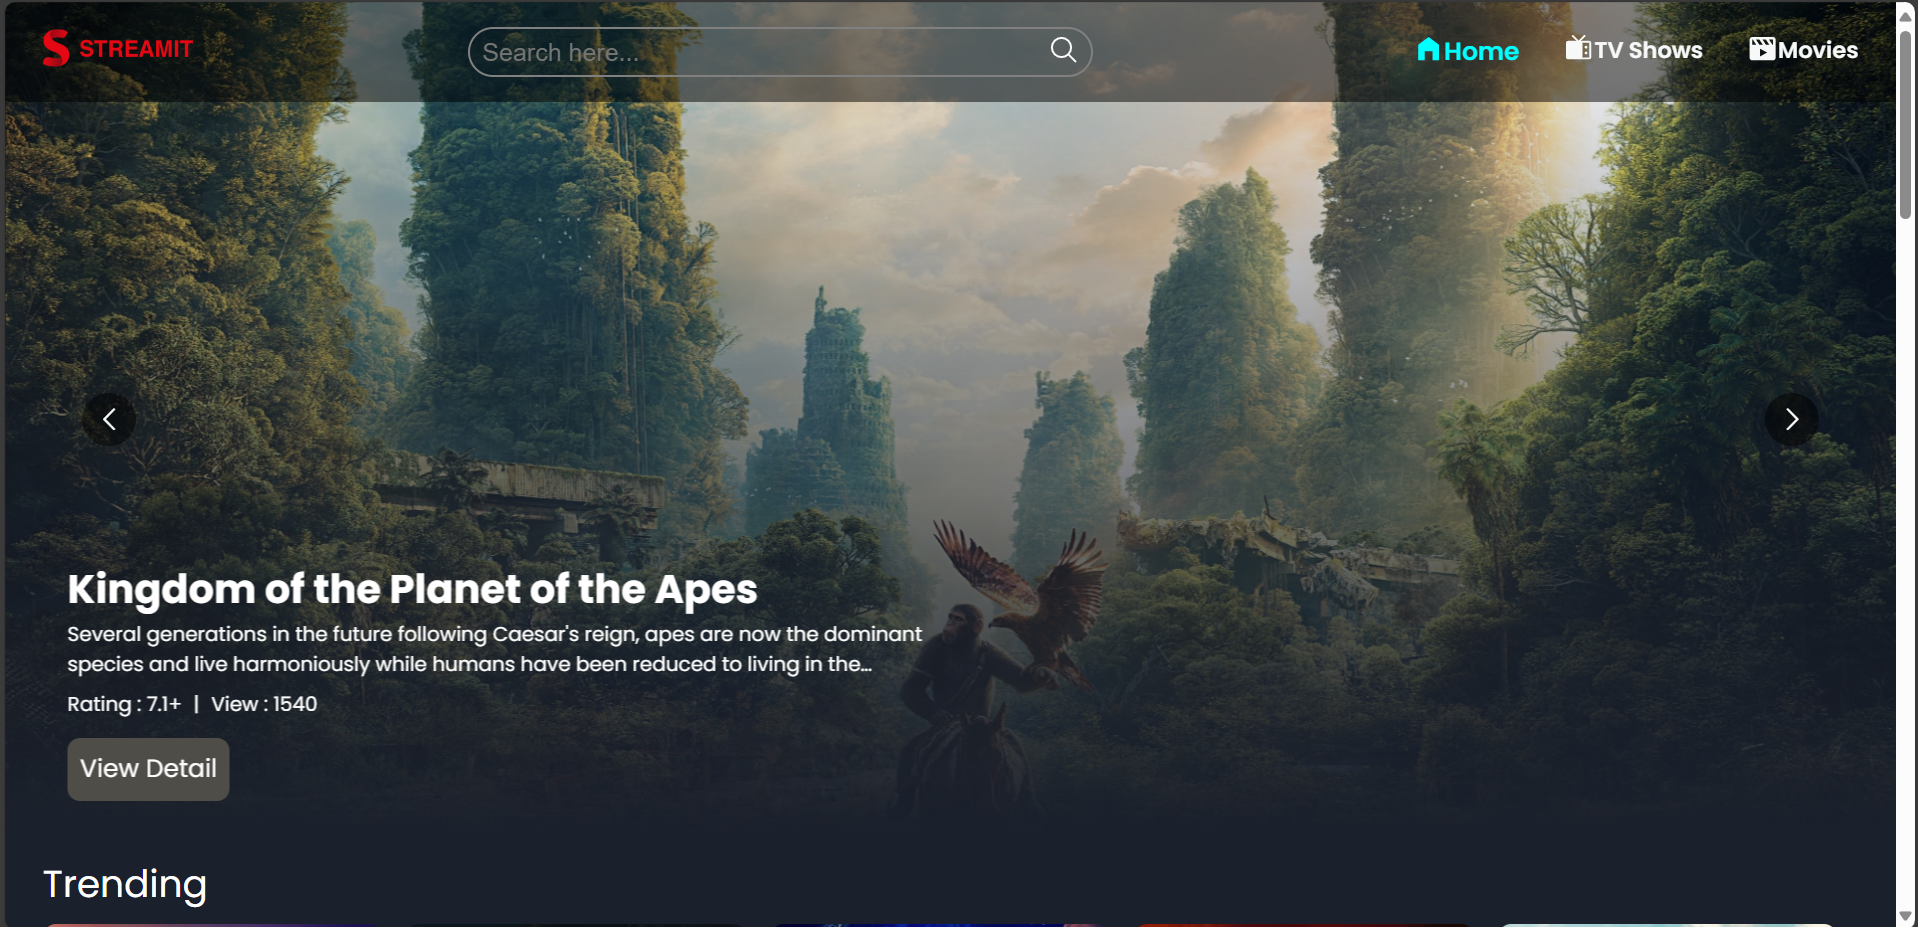 STREAMIT
Search here...
Home
TV Shows
Movies
Kingdom of the Planet of the Apes
Several generations in the future following Caesar's reign, apes are now the dominant
species and live harmoniously while humans have been reduced to living in the...
Rating : 7.1+ | View : 1540
View Detail
Trending